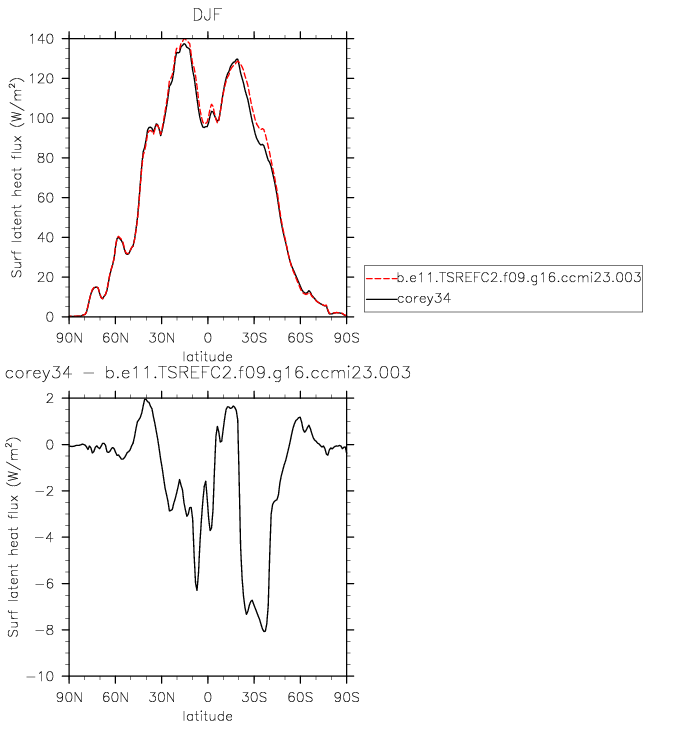 DJF
140
120
100
80
60
40
20
0
Surf latent heat flux (W/m²)
90N 60N 30N 0 30S 60S 90S
latitude
b.e11.TSREFC2.f09.g16.ccmi23.003
corey34
corey34 − b.e11.TSREFC2.f09.g16.ccmi23.003
2
0
−2
−4
−6
−8
−10
Surf latent heat flux (W/m²)
90N 60N 30N 0 30S 60S 90S
latitude